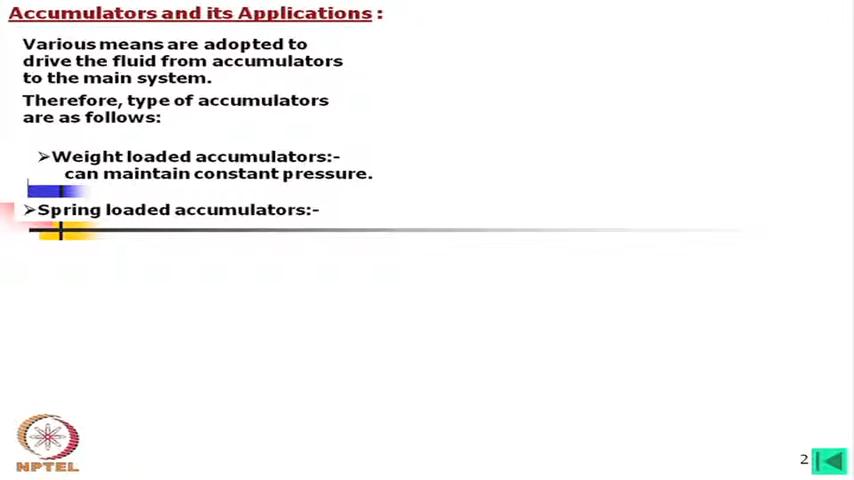 Accumulators and its Applications :
Various means are adopted to
drive the fluid from accumulators
to the main system.
Therefore, type of accumulators
are as follows:
➢Weight loaded accumulators:-
can maintain constant pressure.
➢Spring loaded accumulators:-
NPTEL
2